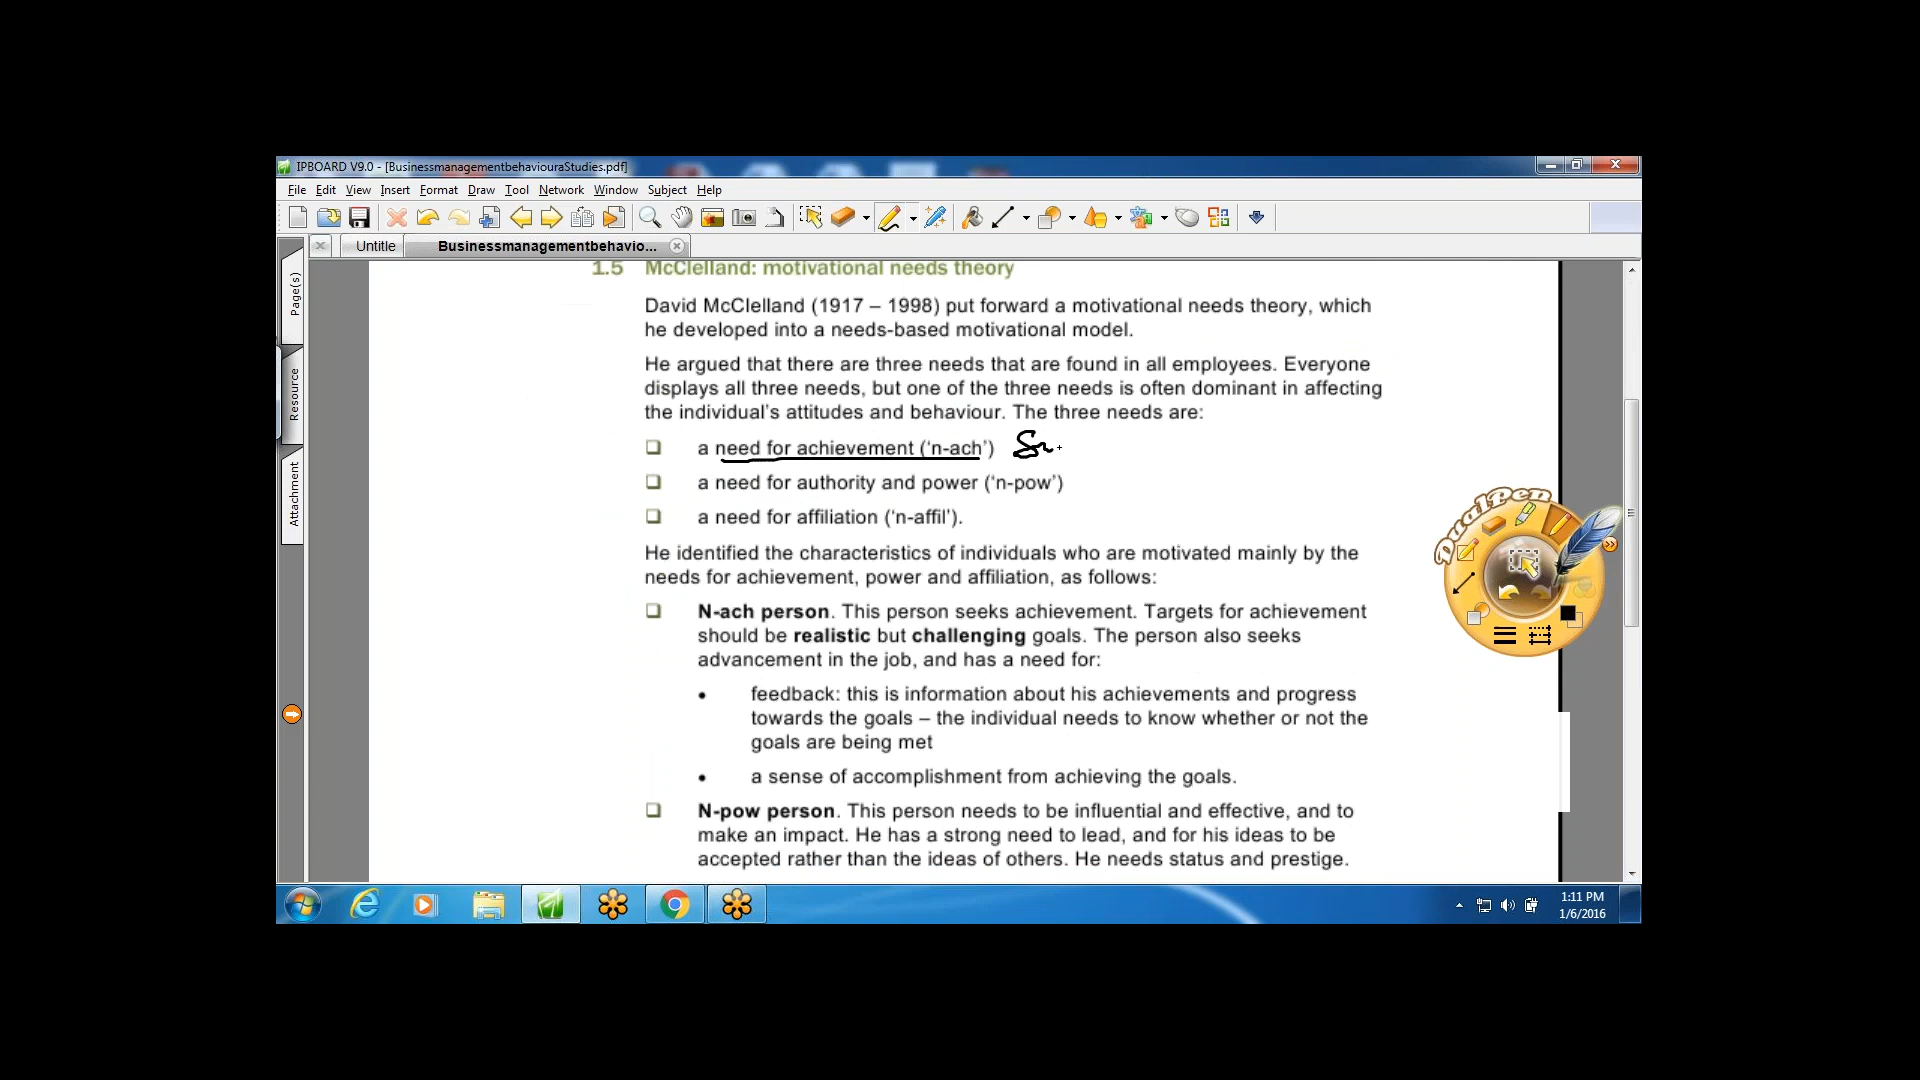 IPBOARD V9.0 - [BusinessmanagementbehaviouraStudies.pdf]
File Edit View Insert Format Draw Tool Network Window Subject Help
Untitle Businessmanagementbehavio...
Page(s)
Resource
Attachment
1.5 McClelland: motivational needs theory
David McClelland (1917 – 1998) put forward a motivational needs theory, which
he developed into a needs-based motivational model.
He argued that there are three needs that are found in all employees. Everyone
displays all three needs, but one of the three needs is often dominant in affecting
the individual's attitudes and behaviour. The three needs are:
❑ a need for achievement (‘n-ach’)
❑ a need for authority and power (‘n-pow’)
❑ a need for affiliation (‘n-affil’).
He identified the characteristics of individuals who are motivated mainly by the
needs for achievement, power and affiliation, as follows:
❑ N-ach person. This person seeks achievement. Targets for achievement
should be realistic but challenging goals. The person also seeks
advancement in the job, and has a need for:
• feedback: this is information about his achievements and progress
towards the goals – the individual needs to know whether or not the
goals are being met
• a sense of accomplishment from achieving the goals.
❑ N-pow person. This person needs to be influential and effective, and to
make an impact. He has a strong need to lead, and for his ideas to be
accepted rather than the ideas of others. He needs status and prestige.
DualPen
1:11 PM
1/6/2016